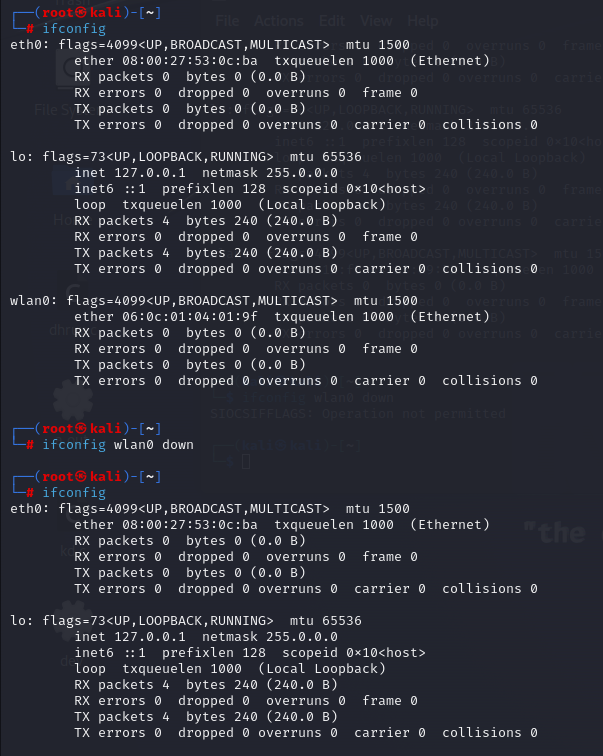 File Actions Edit View Help
┌──(root㉿kali)-[~]
└─# ifconfig
eth0: flags=4099<UP,BROADCAST,MULTICAST>  mtu 1500
        ether 08:00:27:53:0c:ba  txqueuelen 1000  (Ethernet)
        RX packets 0  bytes 0 (0.0 B)
        RX errors 0  dropped 0  overruns 0  frame 0
        TX packets 0  bytes 0 (0.0 B)
        TX errors 0  dropped 0 overruns 0  carrier 0  collisions 0
lo: flags=73<UP,LOOPBACK,RUNNING>  mtu 65536
        inet 127.0.0.1  netmask 255.0.0.0
        inet6 ::1  prefixlen 128  scopeid 0×10<host>
        loop  txqueuelen 1000  (Local Loopback)
        RX packets 4  bytes 240 (240.0 B)
        RX errors 0  dropped 0  overruns 0  frame 0
        TX packets 4  bytes 240 (240.0 B)
        TX errors 0  dropped 0 overruns 0  carrier 0  collisions 0
wlan0: flags=4099<UP,BROADCAST,MULTICAST>  mtu 1500
        ether 06:0c:01:04:01:9f  txqueuelen 1000  (Ethernet)
        RX packets 0  bytes 0 (0.0 B)
        RX errors 0  dropped 0  overruns 0  frame 0
        TX packets 0  bytes 0 (0.0 B)
        TX errors 0  dropped 0 overruns 0  carrier 0  collisions 0
wlan0 down
SIOCSIFFLAGS: Operation not permitted
┌──(root㉿kali)-[~]
└─# ifconfig wlan0 down
┌──(root㉿kali)-[~]
└─# ifconfig
eth0: flags=4099<UP,BROADCAST,MULTICAST>  mtu 1500
        ether 08:00:27:53:0c:ba  txqueuelen 1000  (Ethernet)
        RX packets 0  bytes 0 (0.0 B)
        RX errors 0  dropped 0  overruns 0  frame 0
        TX packets 0  bytes 0 (0.0 B)
        TX errors 0  dropped 0 overruns 0  carrier 0  collisions 0
"the
lo: flags=73<UP,LOOPBACK,RUNNING>  mtu 65536
        inet 127.0.0.1  netmask 255.0.0.0
        inet6 ::1  prefixlen 128  scopeid 0×10<host>
        loop  txqueuelen 1000  (Local Loopback)
        RX packets 4  bytes 240 (240.0 B)
        RX errors 0  dropped 0  overruns 0  frame 0
        TX packets 4  bytes 240 (240.0 B)
        TX errors 0  dropped 0 overruns 0  carrier 0  collisions 0